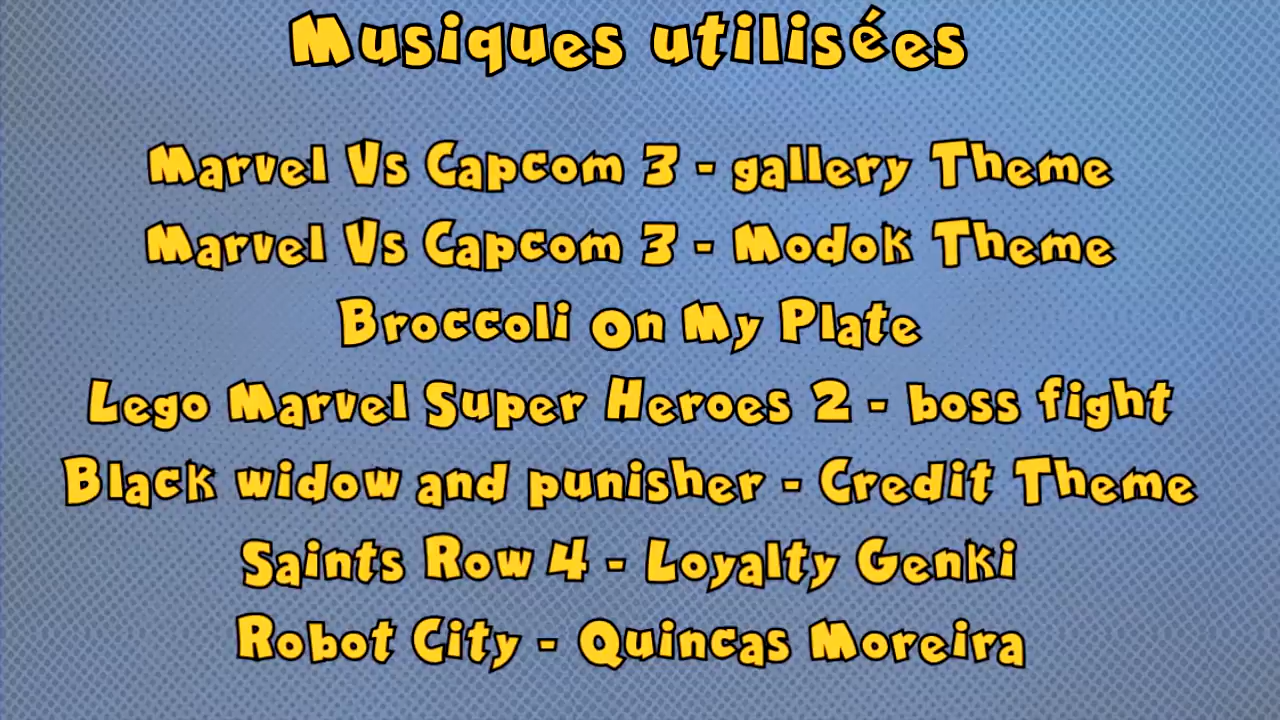 Musiques utilisées
Marvel Vs Capcom 3 - gallery Theme
Marvel Vs Capcom 3 - Modok Theme
Broccoli On My Plate
Lego Marvel Super Heroes 2 - boss fight
Black widow and punisher - Credit Theme
Saints Row 4 - Loyalty Genki
Robot City - Quincas Moreira